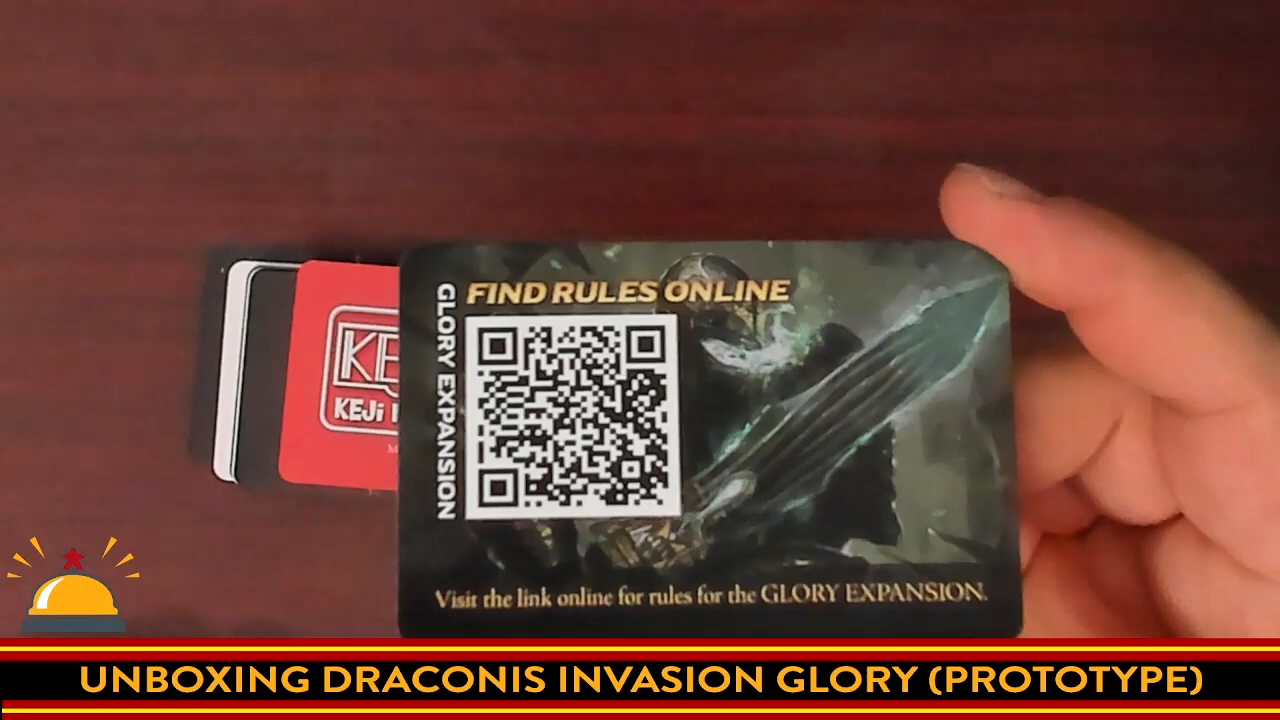 FIND RULES ONLINE
GLORY EXPANSION
KEJi
Visit the link online for rules for the GLORY EXPANSION.
UNBOXING DRACONIS INVASION GLORY (PROTOTYPE)